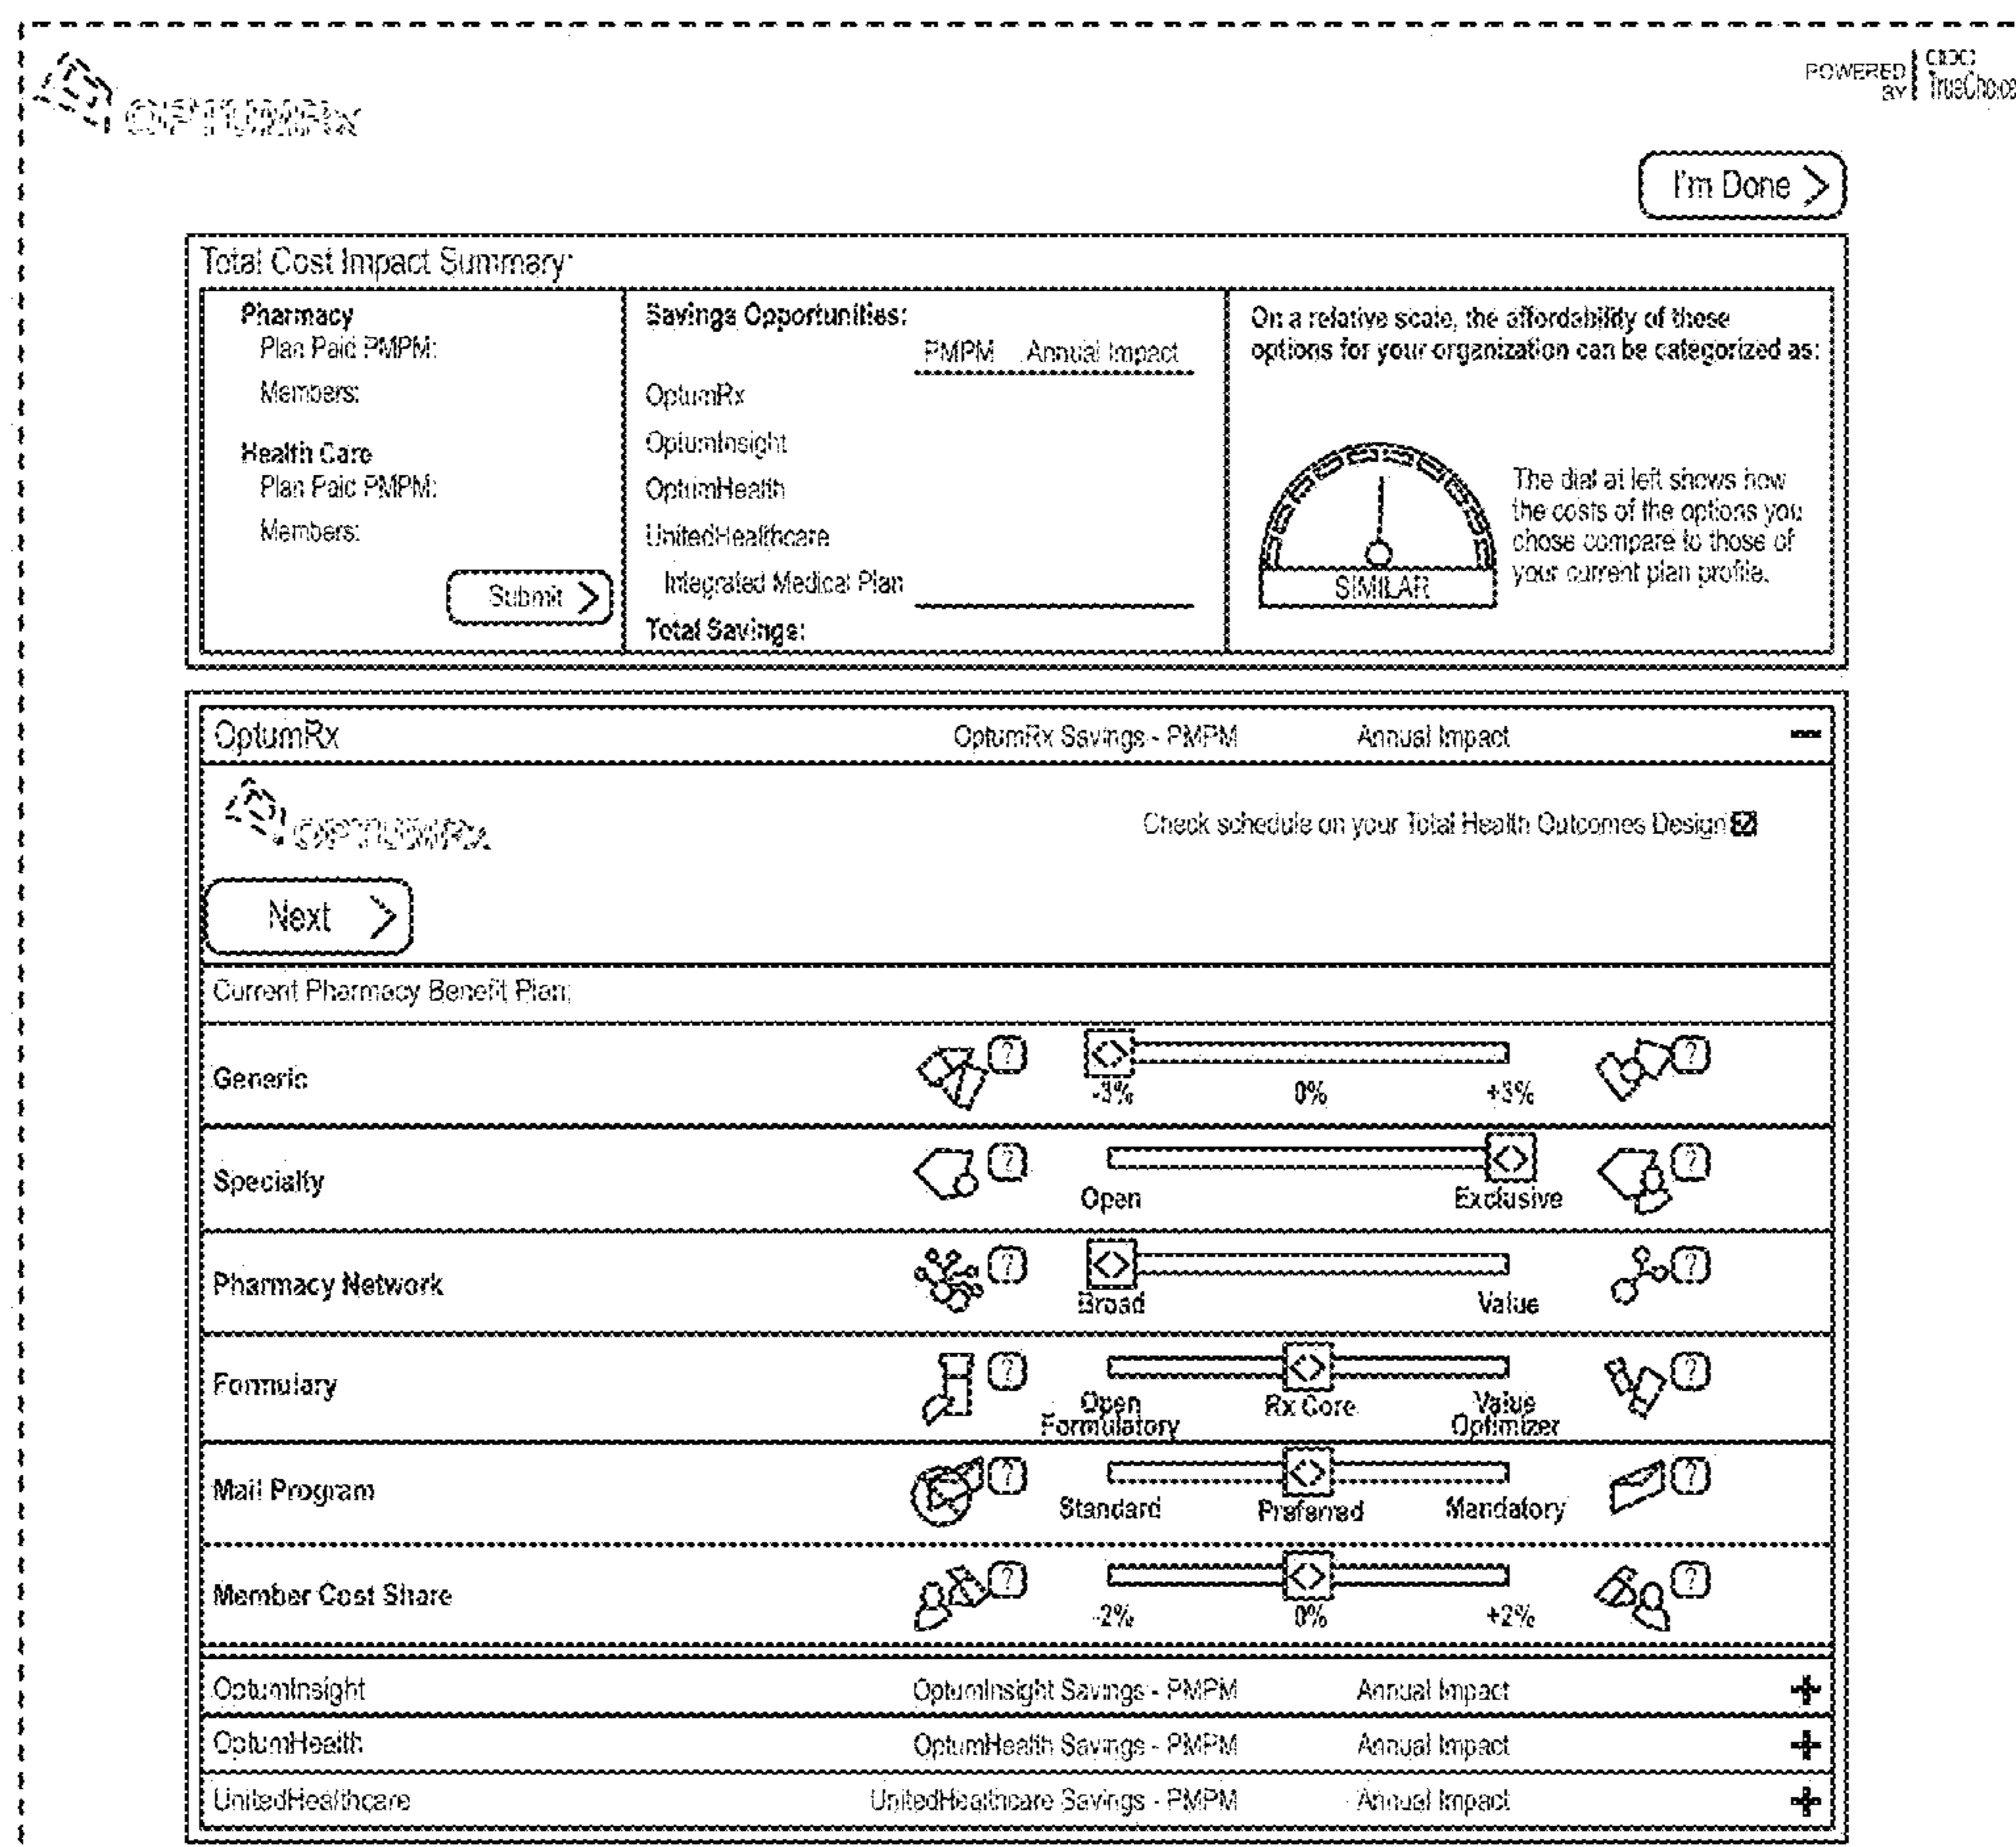 OPTUMRx
POWERED BY
TrueChoice
I'm Done
Total Cost Impact Summary:
Pharmacy
Plan Paid PMPM:
Members:
Health Care
Plan Paid PMPM:
Members:
Submit
Savings Opportunities:
PMPM Annual Impact
OptumRx
OptumInsight
OptumHealth
UnitedHealthcare
Integrated Medical Plan
Total Savings:
On a relative scale, the affordability of these
options for your organization can be categorized as:
SIMILAR
The dial at left shows how
the costs of the options you
chose compare to those of
your current plan profile.
OptumRx OptumRx Savings - PMPM Annual Impact
OPTUMRx
Check schedule on your Total Health Outcomes Design
Next
Current Pharmacy Benefit Plan:
Generic ? ?
-3% 0% +3%
Specialty ? ?
Open Exclusive
Pharmacy Network ? ?
Broad Value
Formulary ? ?
Open Formulatory Rx Core Value Optimizer
Mail Program ? ?
Standard Preferred Mandatory
Member Cost Share ? ?
-2% 0% +2%
OptumInsight OptumInsight Savings - PMPM Annual Impact
OptumHealth OptumHealth Savings - PMPM Annual Impact
UnitedHealthcare UnitedHealthcare Savings - PMPM Annual Impact